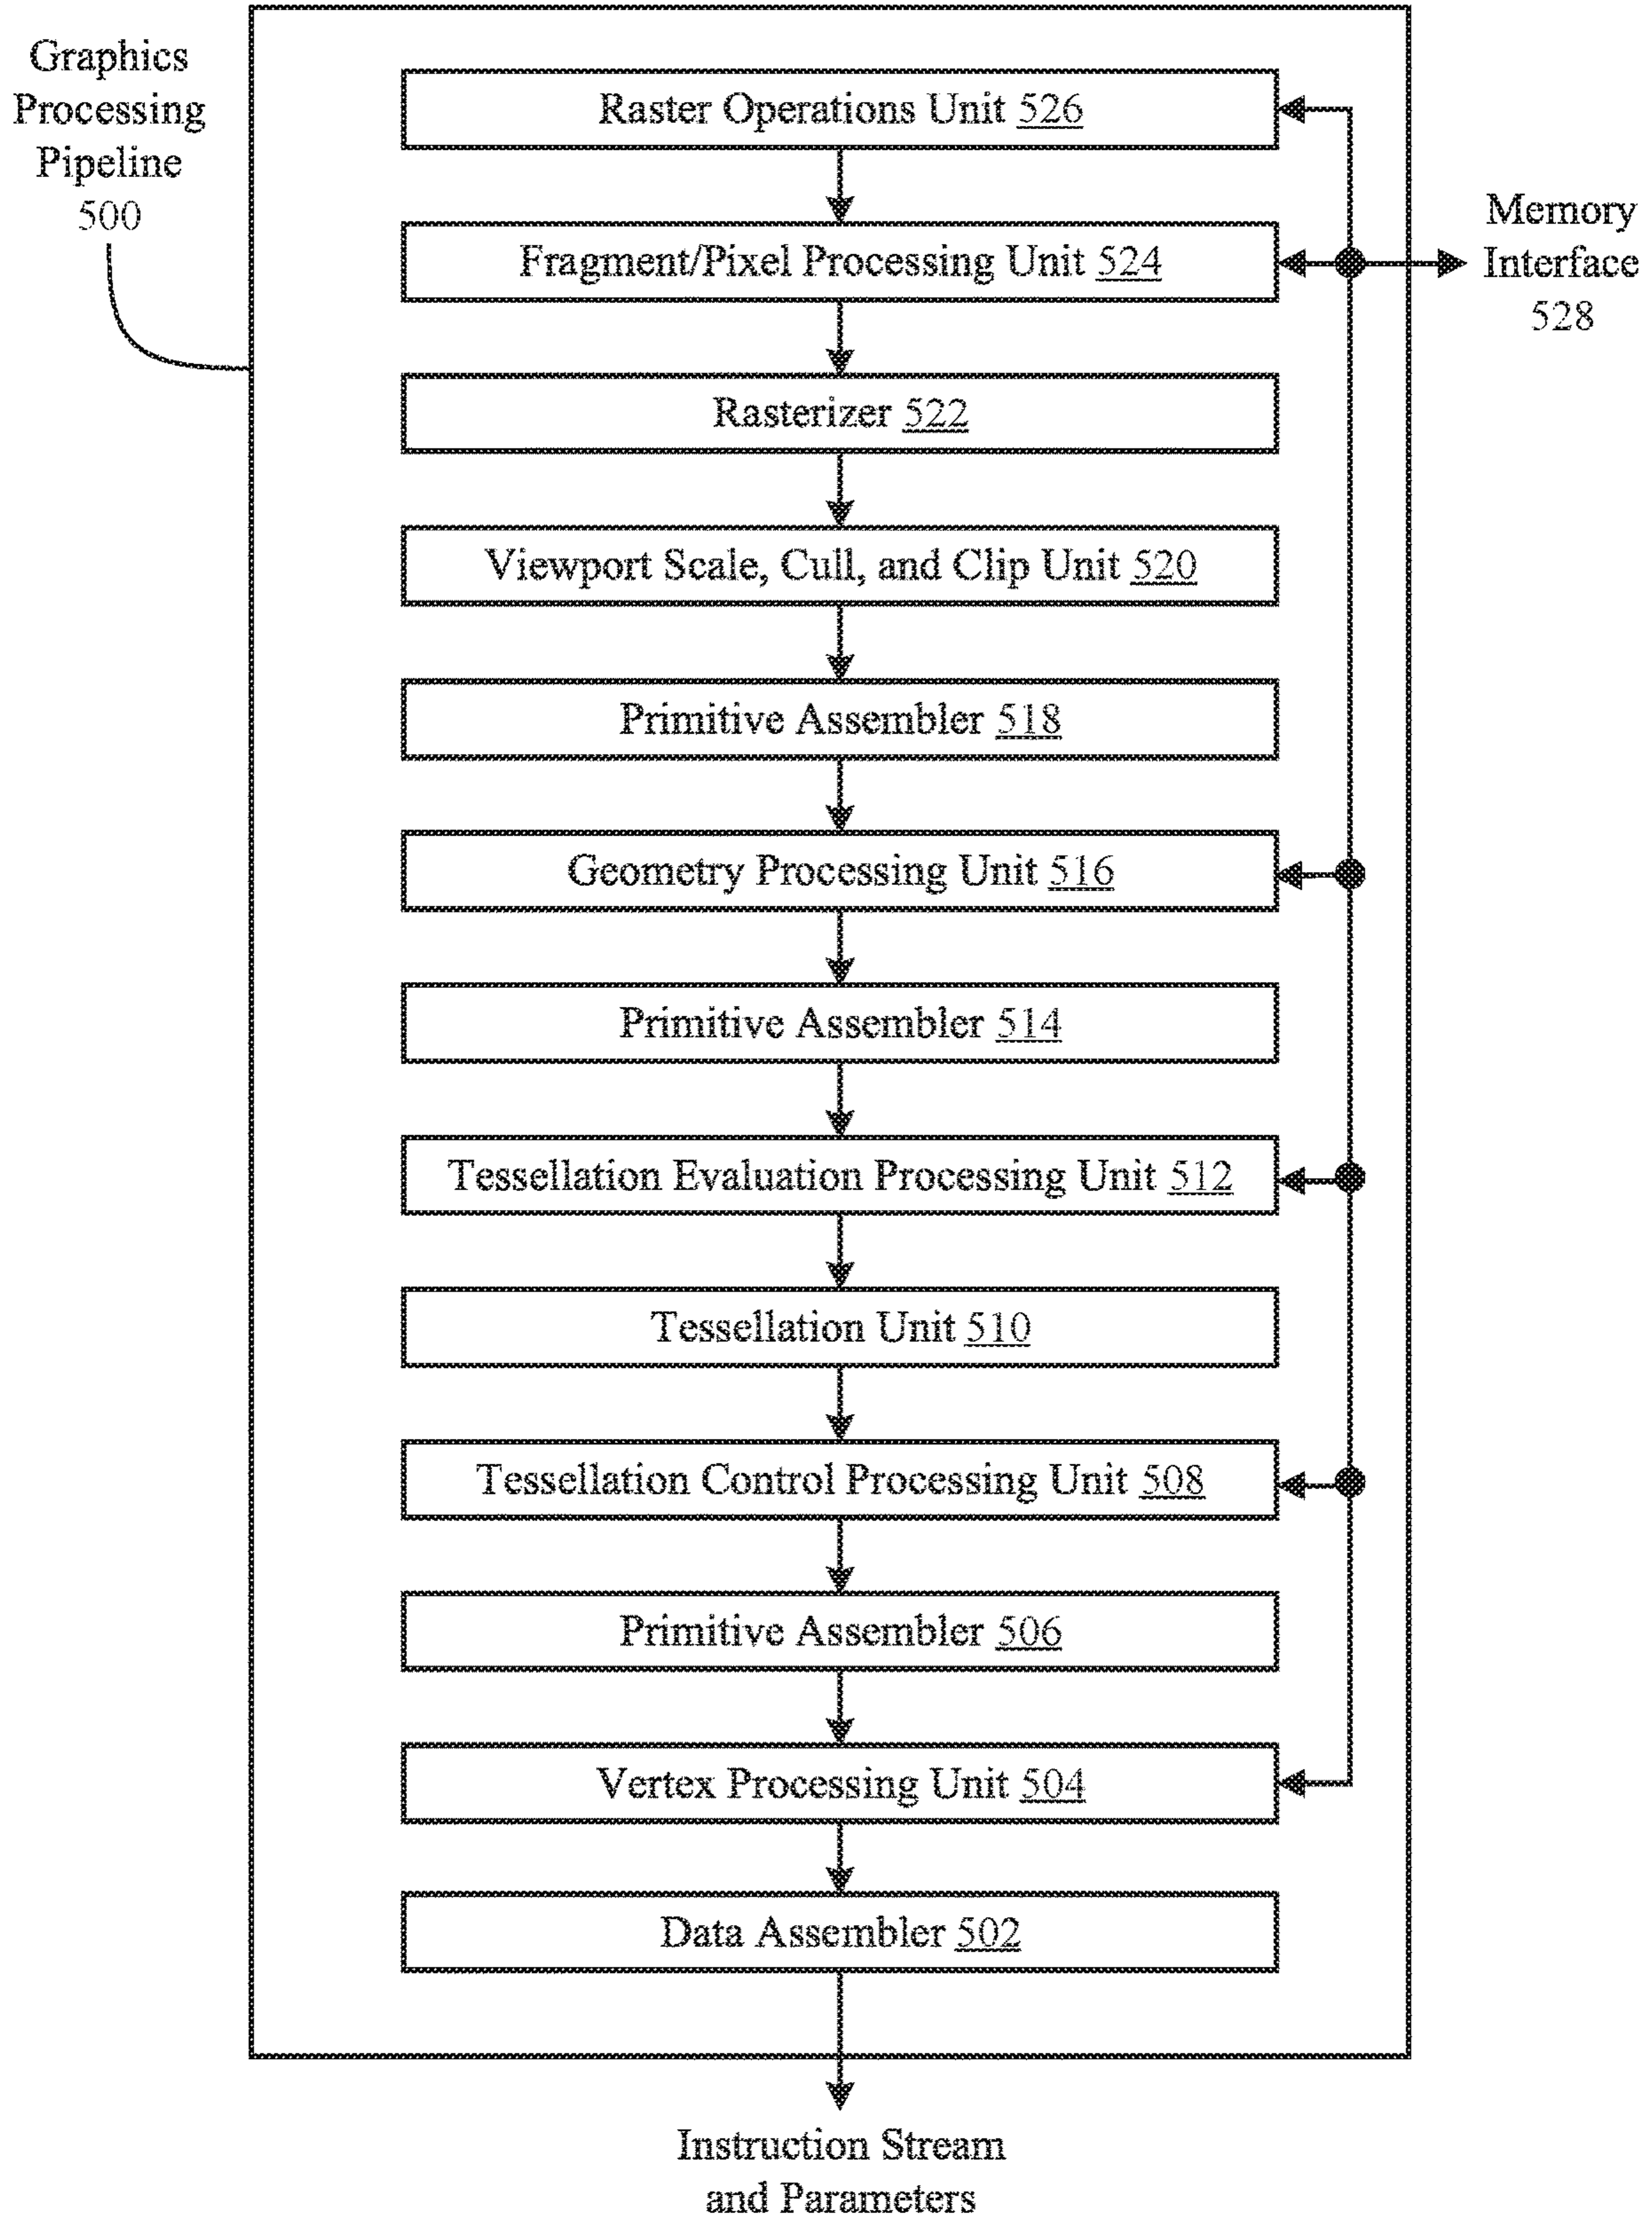 Graphics
Processing
Pipeline
500
Raster Operations Unit 526
Memory
Interface
528
Fragment/Pixel Processing Unit 524
Rasterizer 522
Viewport Scale, Cull, and Clip Unit 520
Primitive Assembler 518
Geometry Processing Unit 516
Primitive Assembler 514
Tessellation Evaluation Processing Unit 512
Tessellation Unit 510
Tessellation Control Processing Unit 508
Primitive Assembler 506
Vertex Processing Unit 504
Data Assembler 502
Instruction Stream
and Parameters